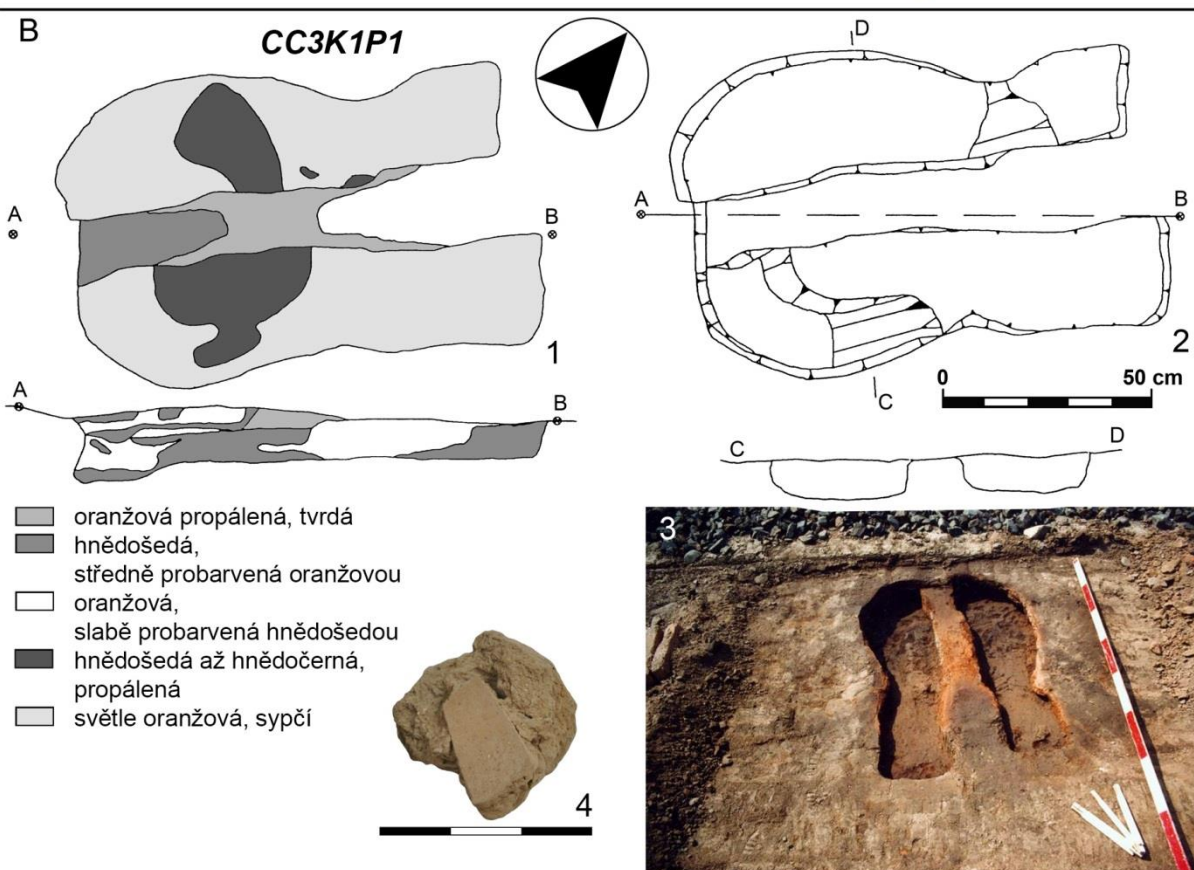 B
CC3K1P1
A
B
1
A
B
D
A
B
2
C
0 50 cm
C
D
oranžová propálená, tvrdá
hnědošedá,
středně probarvená oranžovou
oranžová,
slabě probarvená hnědošedou
hnědošedá až hnědočerná,
propálená
světle oranžová, sypčí
3
4